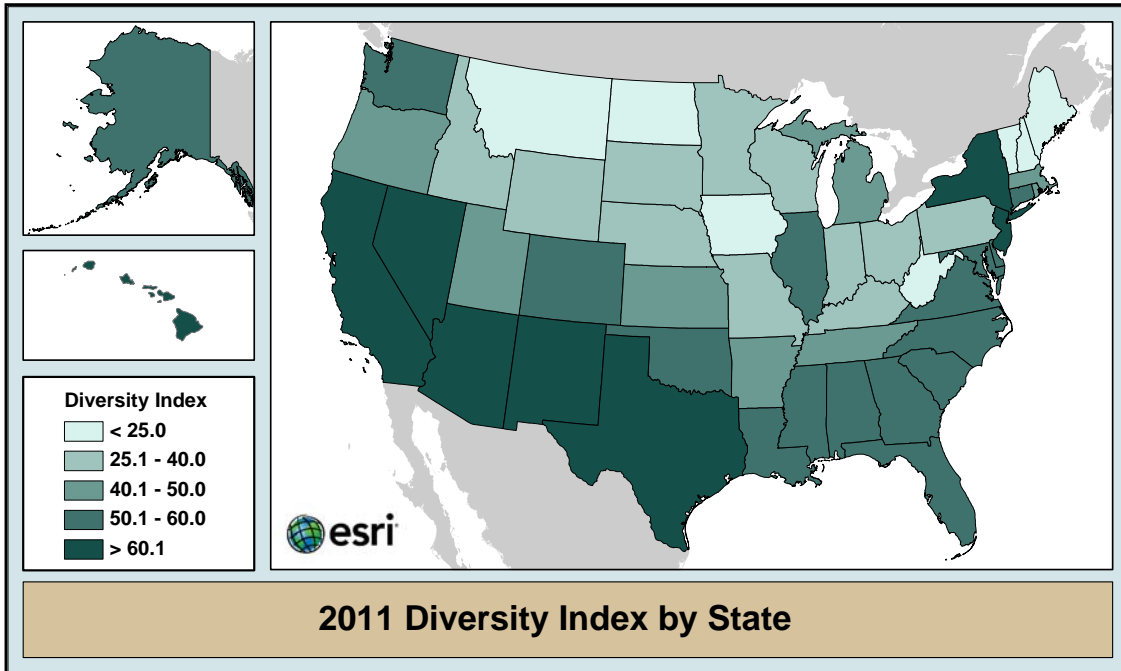 Diversity Index
< 25.0
25.1 - 40.0
40.1 - 50.0
50.1 - 60.0
> 60.1
esri
2011 Diversity Index by State